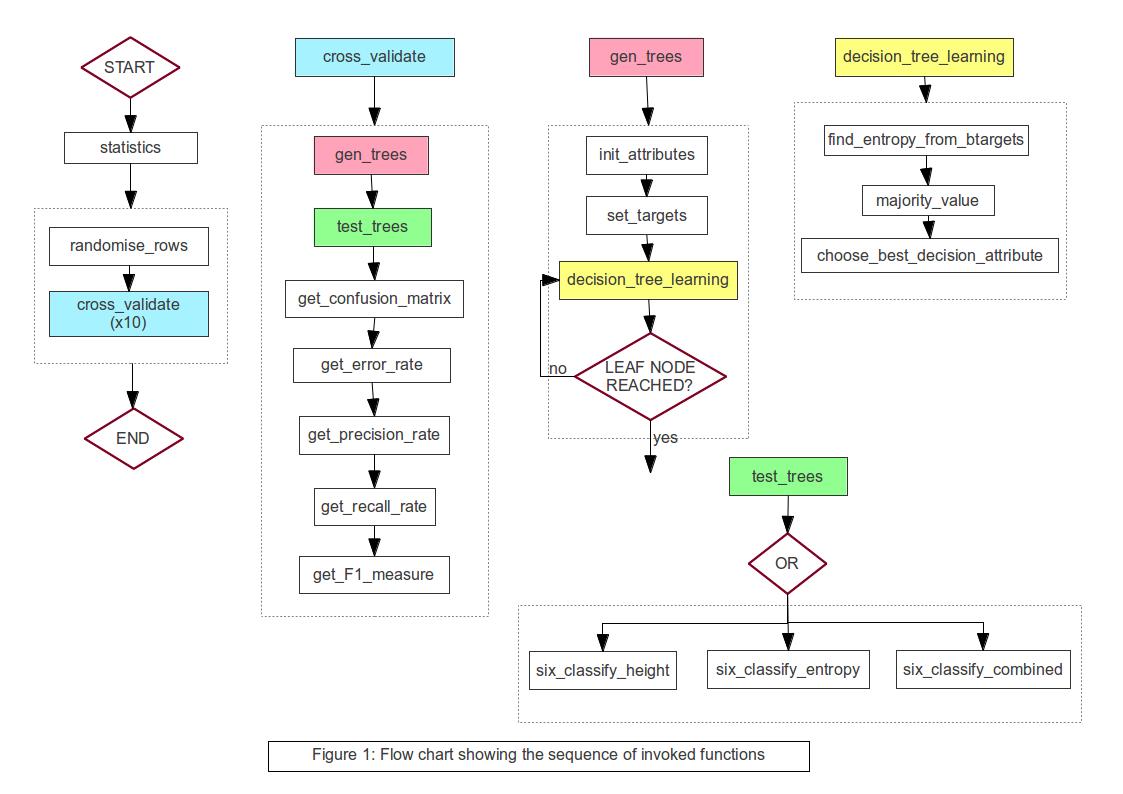 START
statistics
randomise_rows
cross_validate
(x10)
END
cross_validate
gen_trees
test_trees
get_confusion_matrix
get_error_rate
get_precision_rate
get_recall_rate
get_F1_measure
gen_trees
init_attributes
set_targets
decision_tree_learning
LEAF NODE
REACHED?
no
yes
decision_tree_learning
find_entropy_from_btargets
majority_value
choose_best_decision_attribute
test_trees
OR
six_classify_height
six_classify_entropy
six_classify_combined
Figure 1: Flow chart showing the sequence of invoked functions